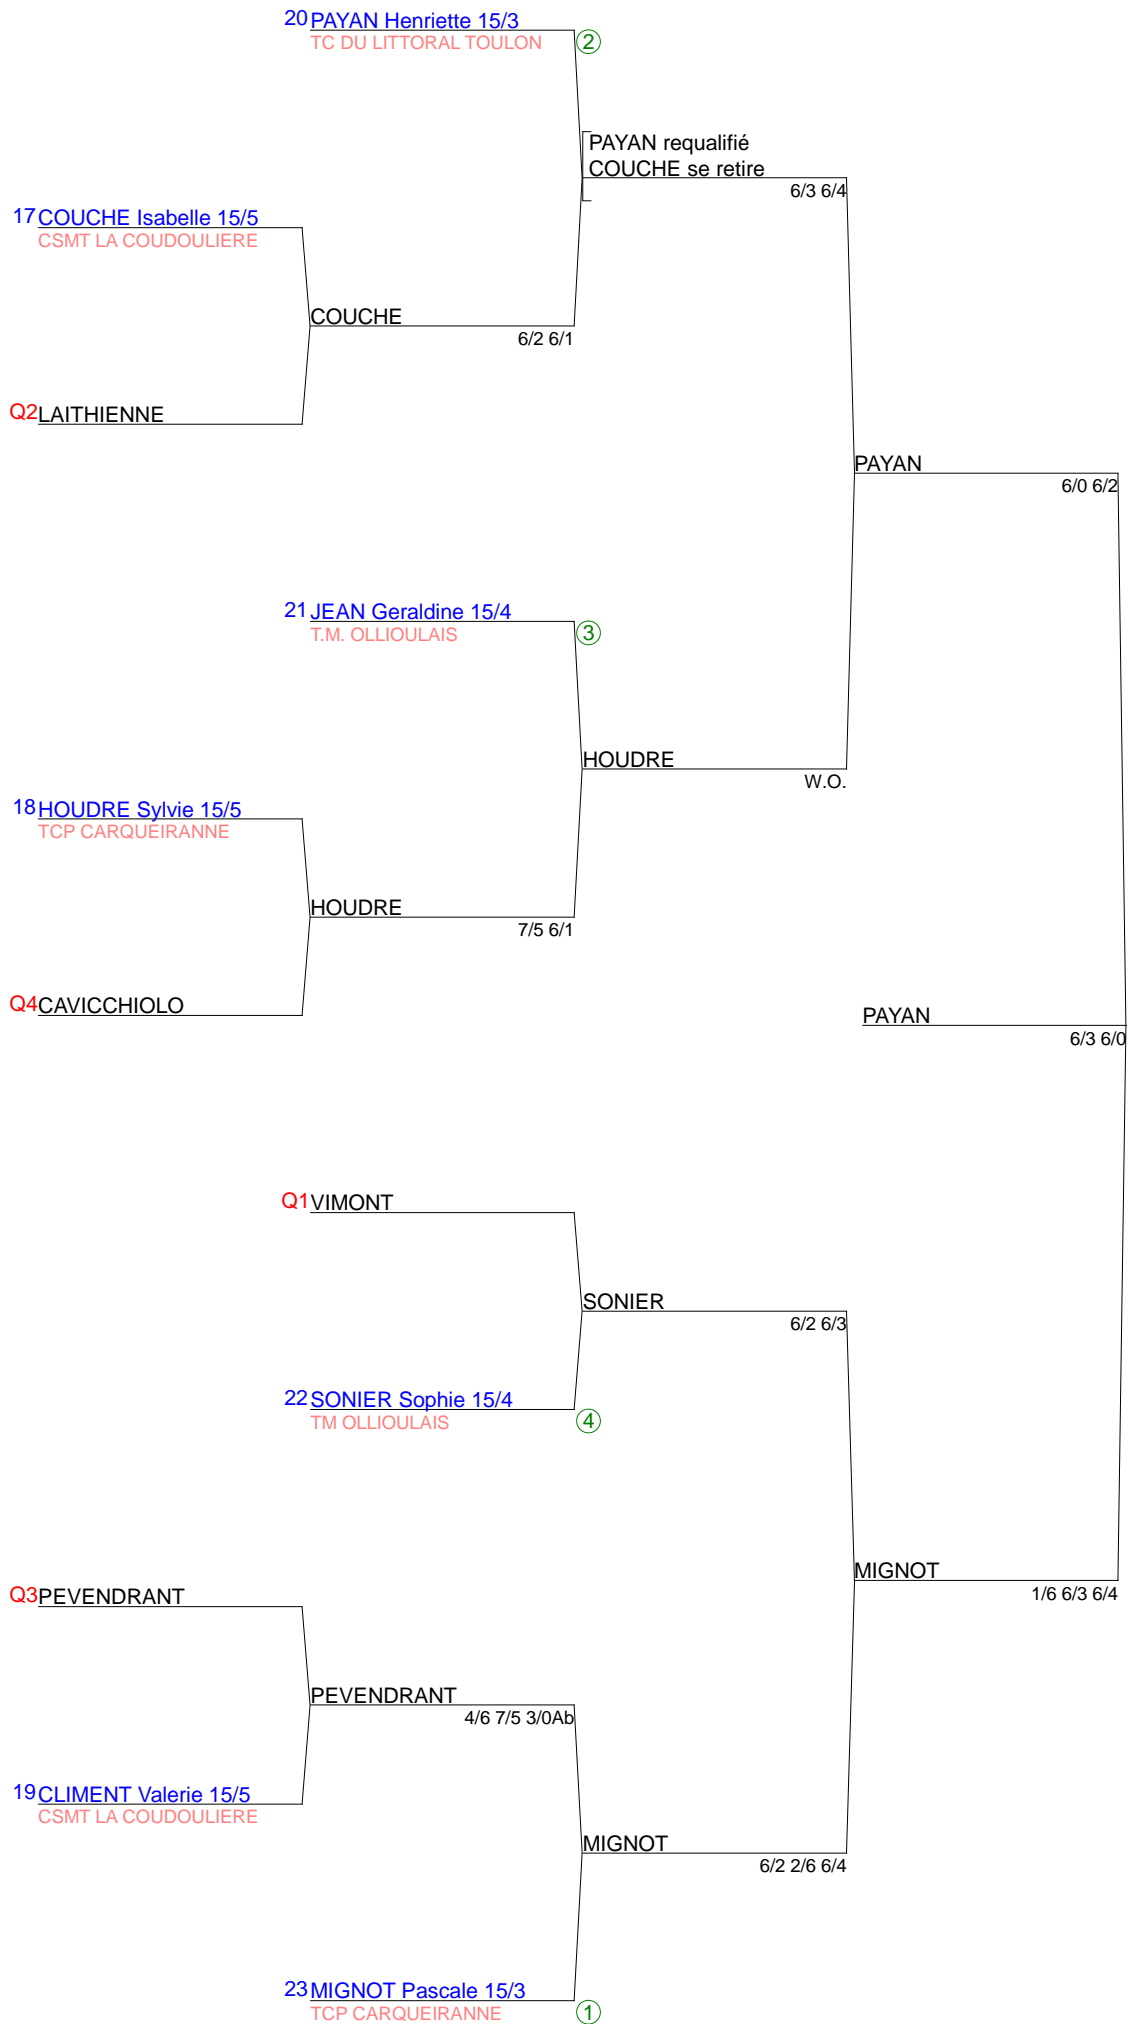 20 PAYAN Henriette 15/3
TC DU LITTORAL TOULON
2
PAYAN requalifié
COUCHE se retire
6/3 6/4
17 COUCHE Isabelle 15/5
CSMT LA COUDOULIERE
COUCHE
6/2 6/1
Q2 LAITHIENNE
PAYAN
6/0 6/2
21 JEAN Geraldine 15/4
T.M. OLLIOULAIS
3
HOUDRE
W.O.
18 HOUDRE Sylvie 15/5
TCP CARQUEIRANNE
HOUDRE
7/5 6/1
Q4 CAVICCHIOLO
PAYAN
6/3 6/0
Q1 VIMONT
SONIER
6/2 6/3
22 SONIER Sophie 15/4
TM OLLIOULAIS
4
MIGNOT
1/6 6/3 6/4
Q3 PEVENDRANT
PEVENDRANT
4/6 7/5 3/0Ab
19 CLIMENT Valerie 15/5
CSMT LA COUDOULIERE
MIGNOT
6/2 2/6 6/4
23 MIGNOT Pascale 15/3
TCP CARQUEIRANNE
1